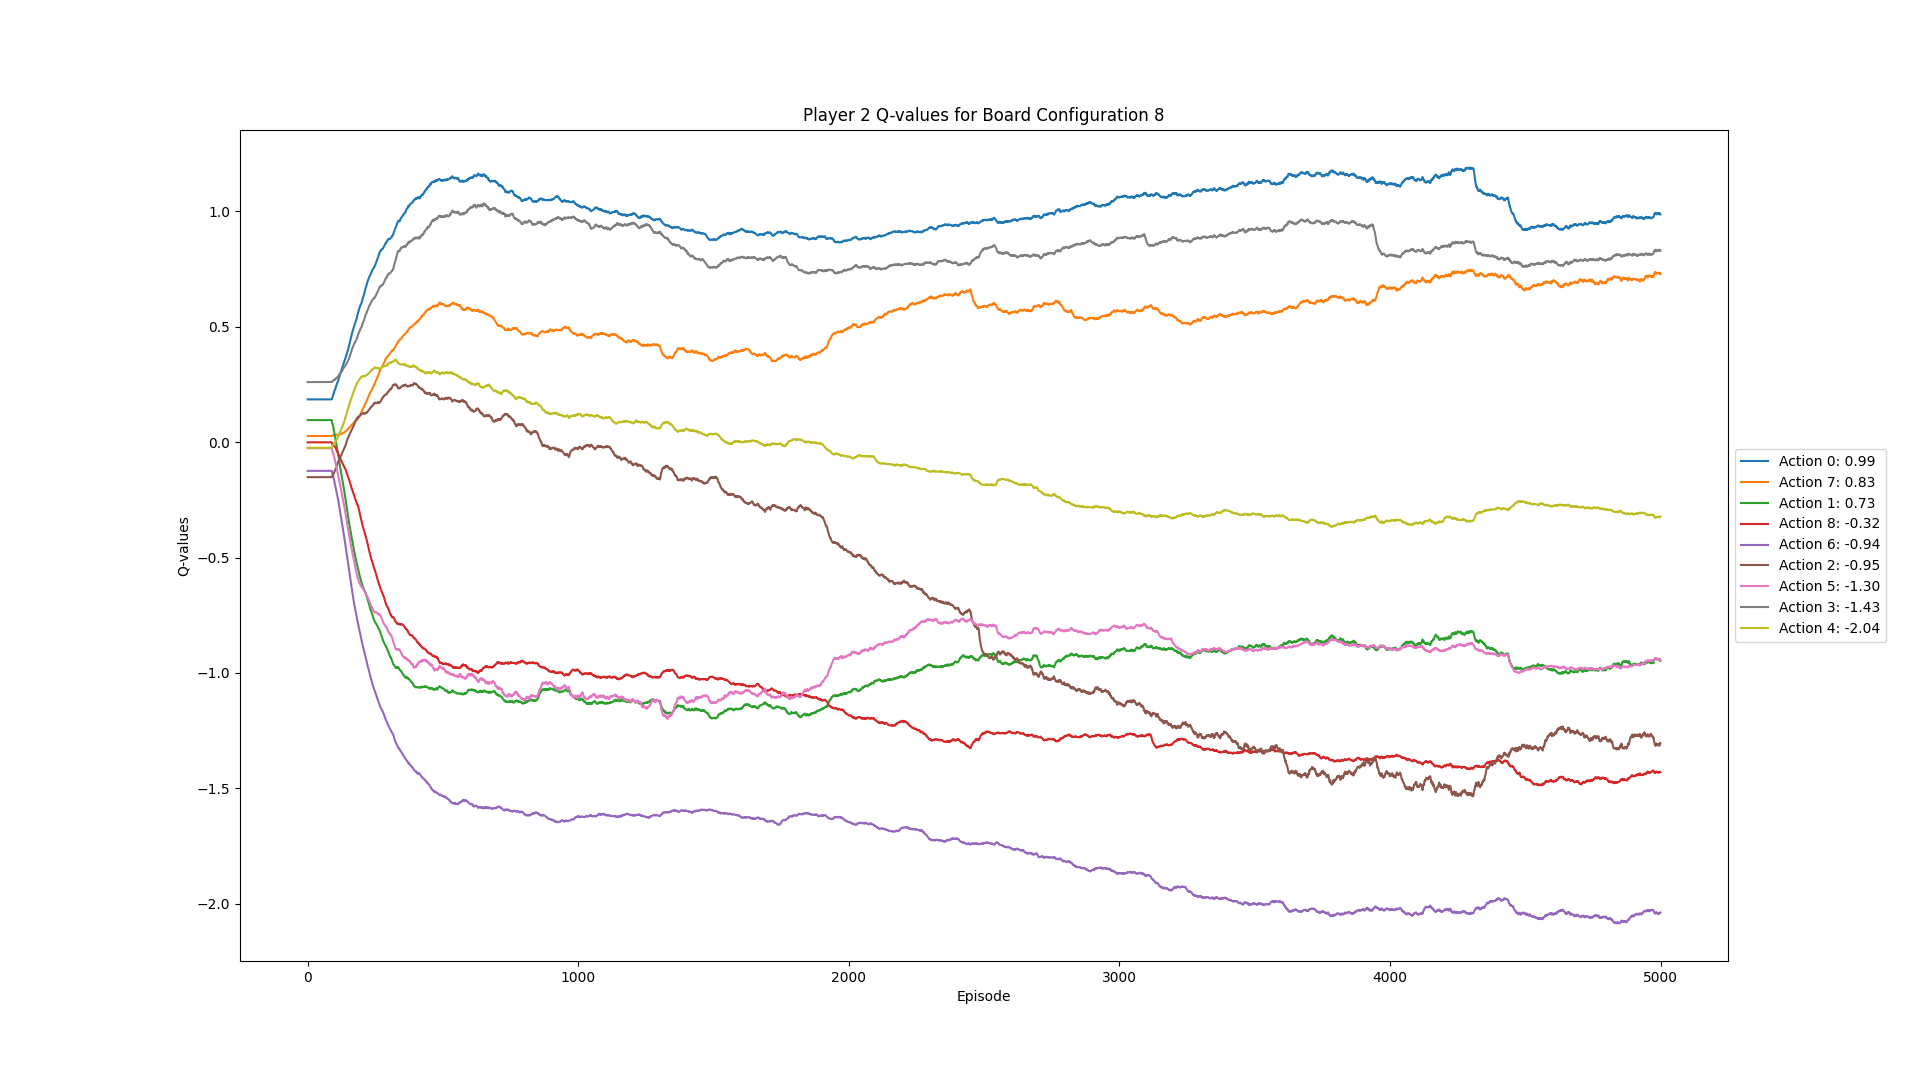 Player 2 Q-values for Board Configuration 8
Q-values
1.0
0.5
0.0
−0.5
−1.0
−1.5
−2.0
0
1000
2000
3000
4000
5000
Episode
Action 0: 0.99
Action 7: 0.83
Action 1: 0.73
Action 8: -0.32
Action 6: -0.94
Action 2: -0.95
Action 5: -1.30
Action 3: -1.43
Action 4: -2.04